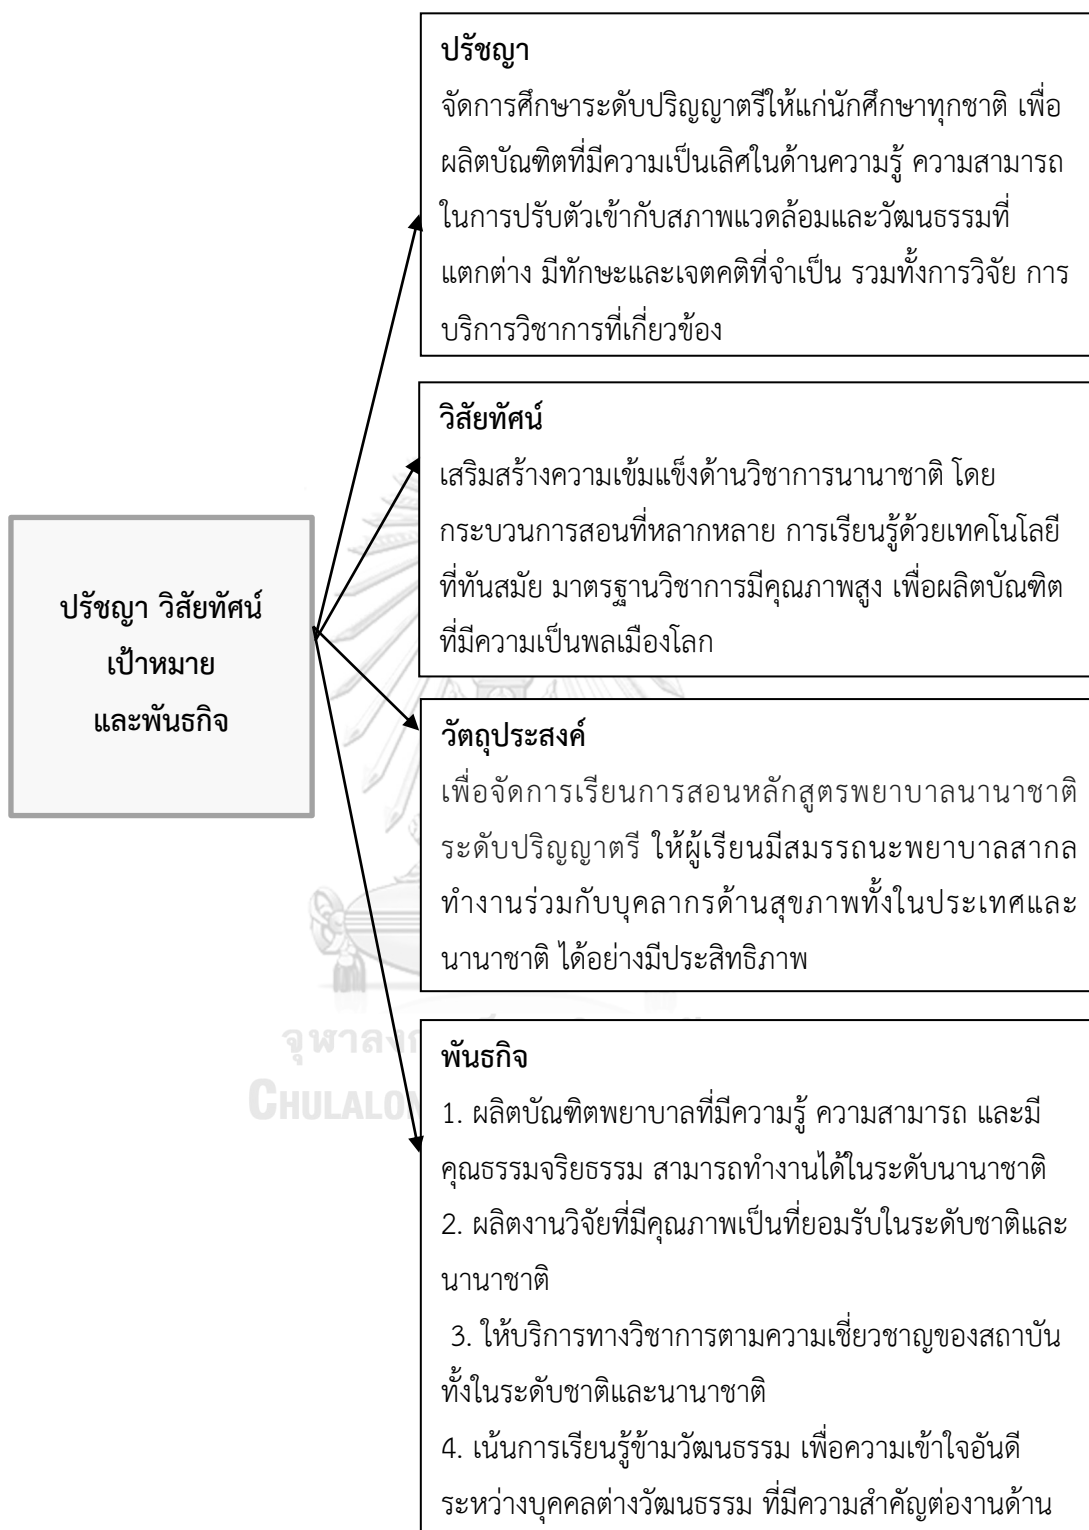 ปรัชญา
จัดการศึกษาระดับปริญญาตรีให้แก่นักศึกษาทุกชาติ เพื่อ
ผลิตบัณฑิตที่มีความเป็นเลิศในด้านความรู้ ความสามารถ
ในการปรับตัวเข้ากับสภาพแวดล้อมและวัฒนธรรมที่
แตกต่าง มีทักษะและเจตคติที่จำเป็น รวมทั้งการวิจัย การ
บริการวิชาการที่เกี่ยวข้อง
วิสัยทัศน์
เสริมสร้างความเข้มแข็งด้านวิชาการนานาชาติ โดย
กระบวนการสอนที่หลากหลาย การเรียนรู้ด้วยเทคโนโลยี
ที่ทันสมัย มาตรฐานวิชาการมีคุณภาพสูง เพื่อผลิตบัณฑิต
ที่มีความเป็นพลเมืองโลก
ปรัชญา วิสัยทัศน์
เป้าหมาย
และพันธกิจ
วัตถุประสงค์
เพื่อจัดการเรียนการสอนหลักสูตรพยาบาลนานาชาติ
ระดับปริญญาตรี ให้ผู้เรียนมีสมรรถนะพยาบาลสากล
ทำงานร่วมกับบุคลากรด้านสุขภาพทั้งในประเทศและ
นานาชาติ ได้อย่างมีประสิทธิภาพ
จุฬาลง
CHULALO
พันธกิจ
1. ผลิตบัณฑิตพยาบาลที่มีความรู้ ความสามารถ และมี
คุณธรรมจริยธรรม สามารถทำงานได้ในระดับนานาชาติ
2. ผลิตงานวิจัยที่มีคุณภาพเป็นที่ยอมรับในระดับชาติและ
นานาชาติ
3. ให้บริการทางวิชาการตามความเชี่ยวชาญของสถาบัน
ทั้งในระดับชาติและนานาชาติ
4. เน้นการเรียนรู้ข้ามวัฒนธรรม เพื่อความเข้าใจอันดี
ระหว่างบุคคลต่างวัฒนธรรม ที่มีความสำคัญต่องานด้าน